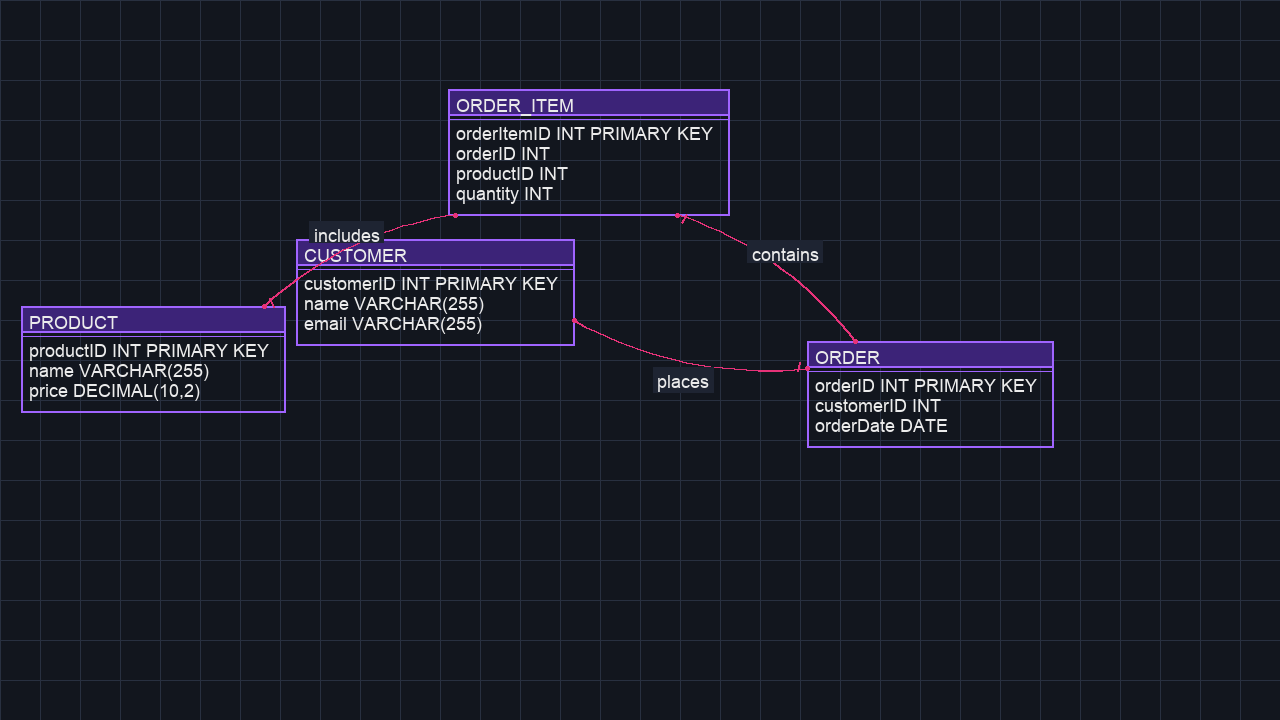 ORDER_ITEM
orderItemID INT PRIMARY KEY
orderID INT
productID INT
quantity INT
includes
CUSTOMER
customerID INT PRIMARY KEY
name VARCHAR(255)
email VARCHAR(255)
contains
PRODUCT
productID INT PRIMARY KEY
name VARCHAR(255)
price DECIMAL(10,2)
places
ORDER
orderID INT PRIMARY KEY
customerID INT
orderDate DATE